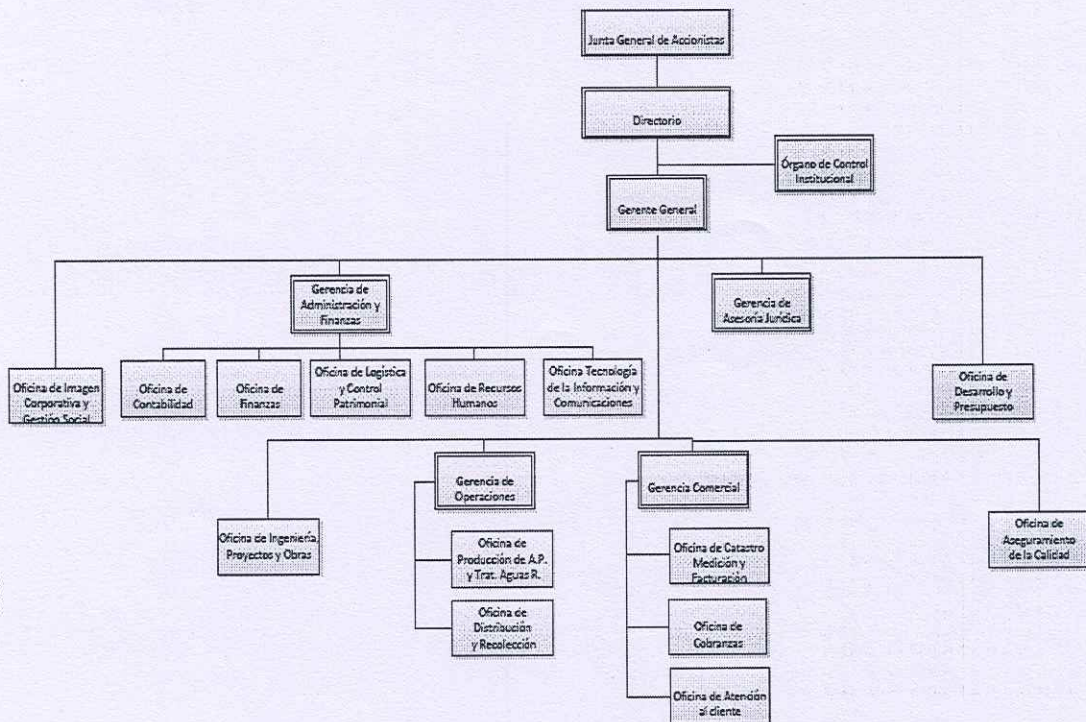 Junta General de Accionistas
Directorio
Órgano de Control
Institucional
Gerente General
Gerencia de
Administración y
Finanzas
Gerencia de
Asesoría Jurídica
Oficina de Imagen
Corporativa y
Gestión Social
Oficina de
Contabilidad
Oficina de
Finanzas
Oficina de Logística
y Control
Patrimonial
Oficina de Recursos
Humanos
Oficina Tecnología
de la Información y
Comunicaciones
Oficina de
Desarrollo y
Presupuesto
Gerencia de
Operaciones
Gerencia Comercial
Oficina de Ingeniería,
Proyectos y Obras
Oficina de
Aseguramiento
de la Calidad
Oficina de
Producción de A.P.
y Trat. Aguas R.
Oficina de Catastro
Medición y
Facturación
Oficina de
Distribución
y Recolección
Oficina de
Cobranzas
Oficina de Atención
al cliente